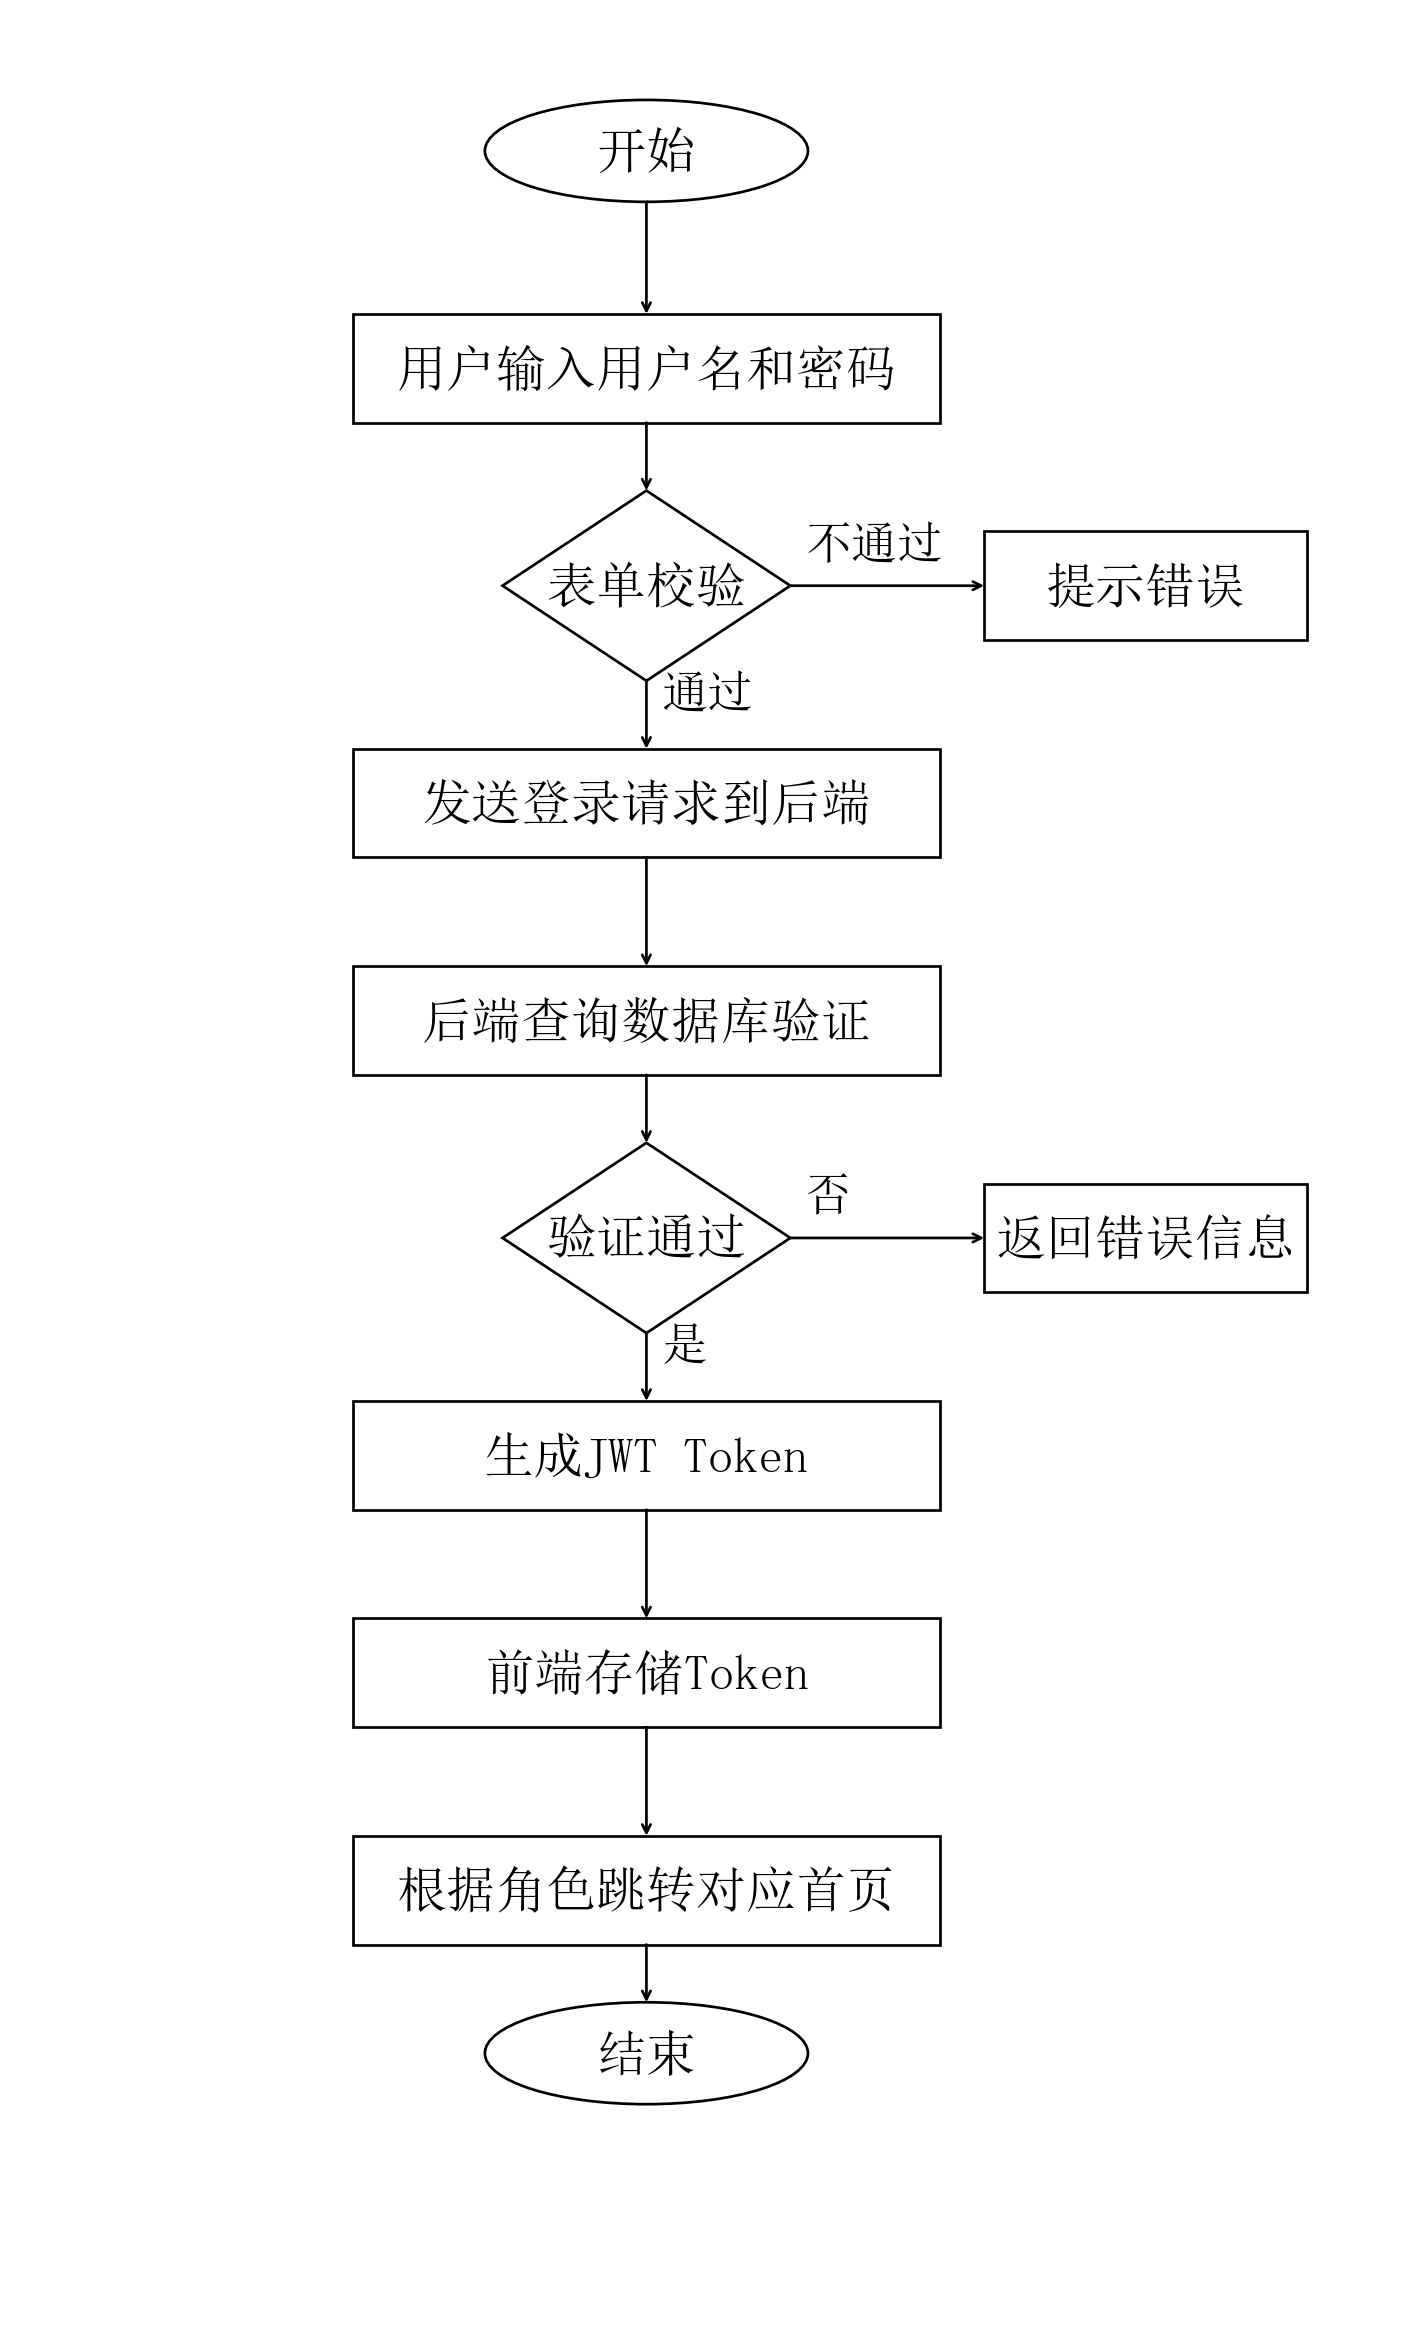 开始
用户输入用户名和密码
表单校验
不通过
提示错误
通过
发送登录请求到后端
后端查询数据库验证
验证通过
否
返回错误信息
是
生成JWT Token
前端存储Token
根据角色跳转对应首页
结束